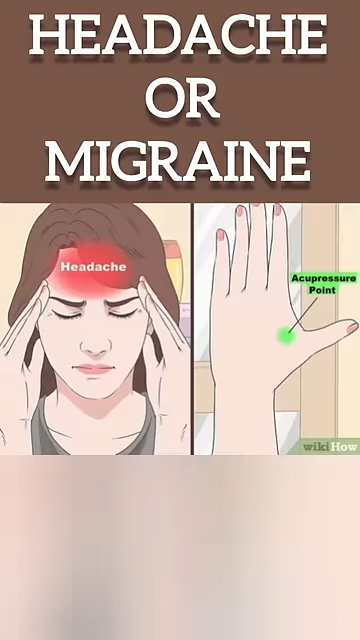 HEADACHE
OR
MIGRAINE
Headache
Acupressure
Point
wikiHow